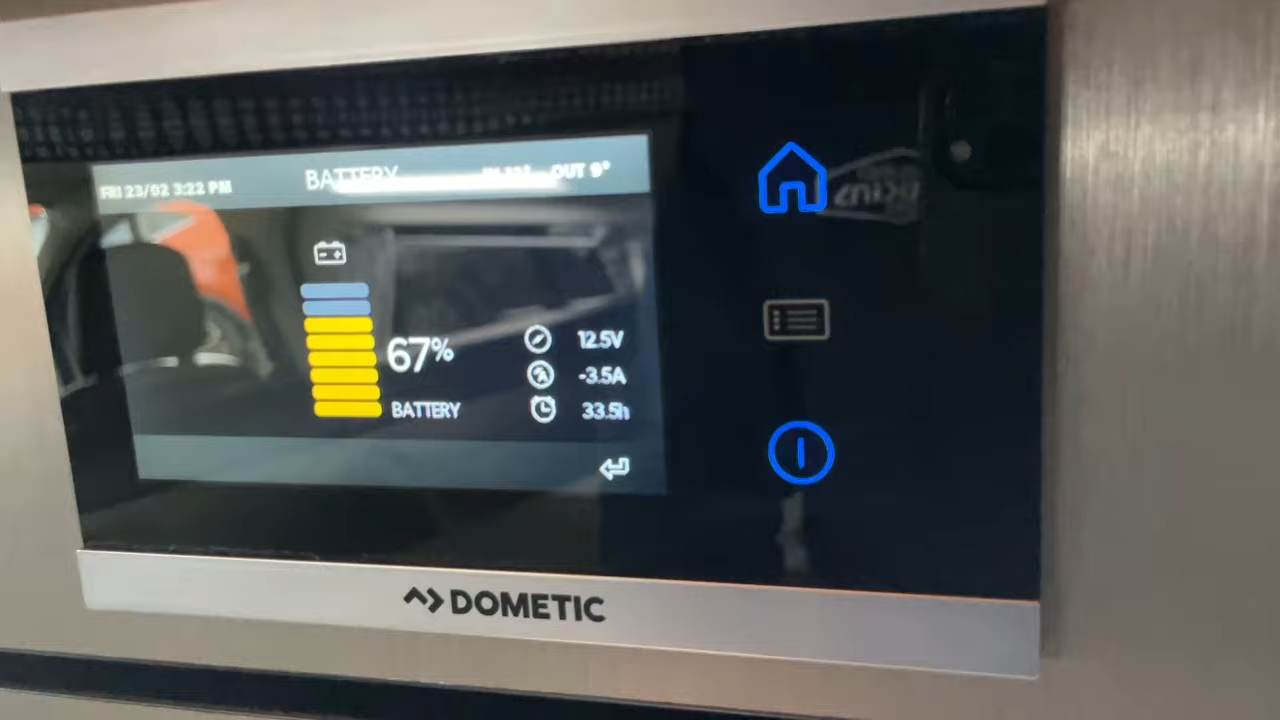 FRI 23/02 3:22 PM
BATTERY
OUT 9°
67%
BATTERY
12.5V
-3.5A
33.5h
DOMETIC